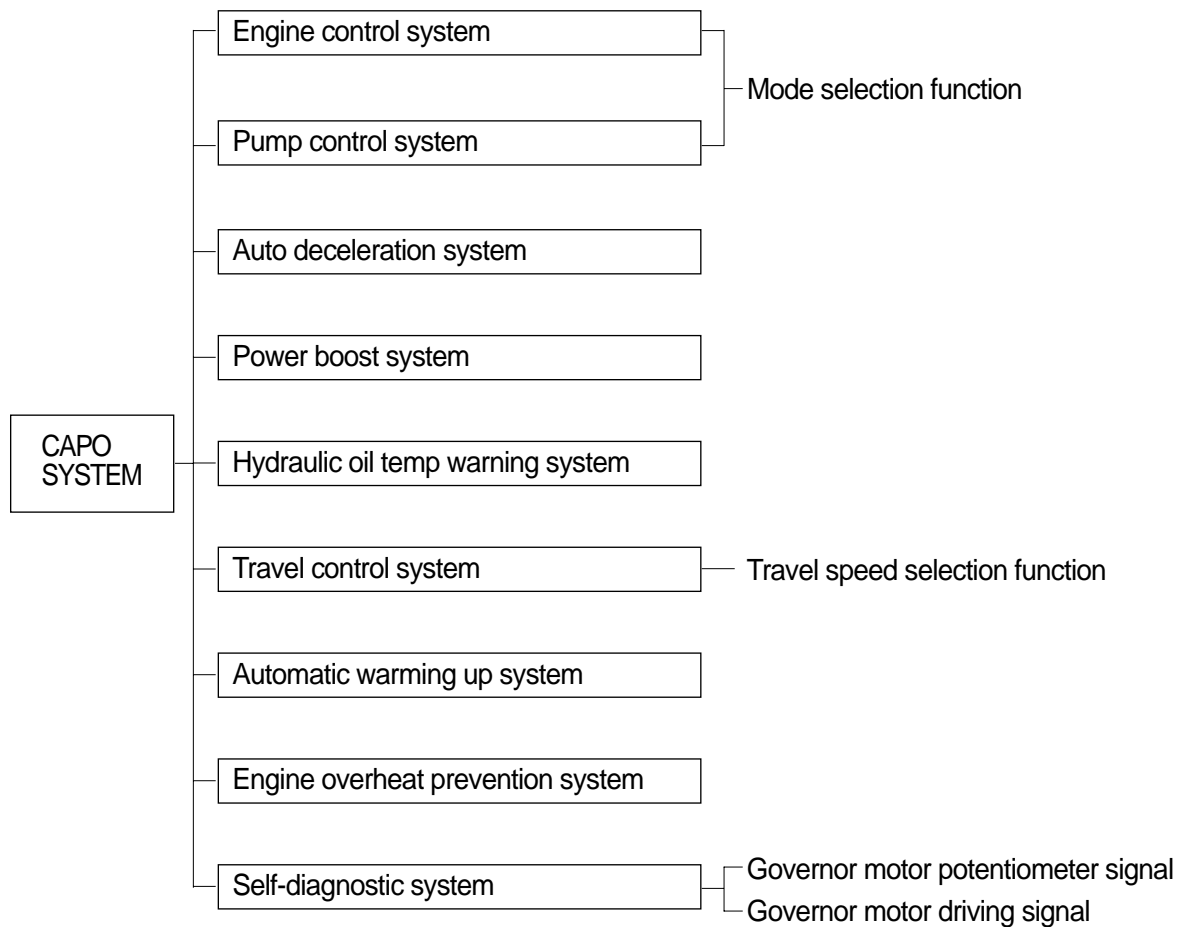 Engine control system
Mode selection function
Pump control system
Auto deceleration system
Power boost system
CAPO
SYSTEM
Hydraulic oil temp warning system
Travel control system
Travel speed selection function
Automatic warming up system
Engine overheat prevention system
Self-diagnostic system
Governor motor potentiometer signal
Governor motor driving signal